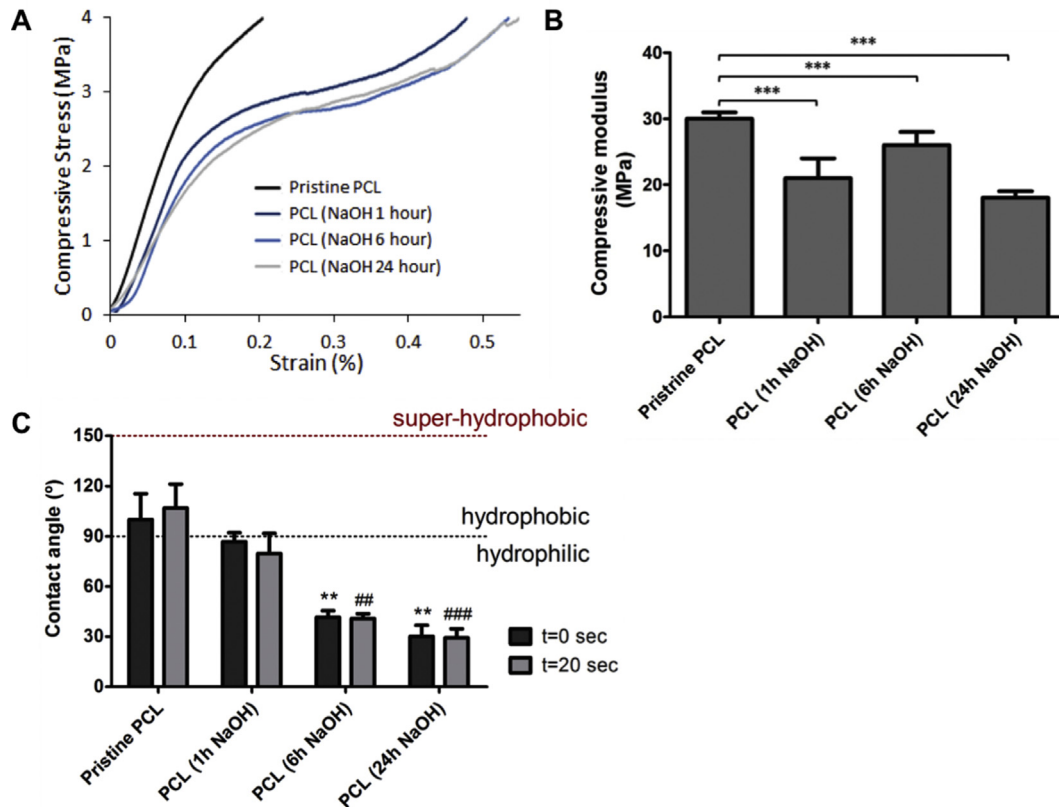 A
Compressive Stress (MPa)
4
3
2
1
0
0
0.1
0.2
0.3
0.4
0.5
Strain (%)
Pristine PCL
PCL (NaOH 1 hour)
PCL (NaOH 6 hour)
PCL (NaOH 24 hour)
B
Compressive modulus
(MPa)
40
30
20
10
0
***
***
***
Pristrine PCL
PCL (1h NaOH)
PCL (6h NaOH)
PCL (24h NaOH)
C
super-hydrophobic
Contact angle (º)
150
120
90
60
30
0
hydrophobic
hydrophilic
**
##
**
###
t=0 sec
t=20 sec
Pristine PCL
PCL (1h NaOH)
PCL (6h NaOH)
PCL (24h NaOH)